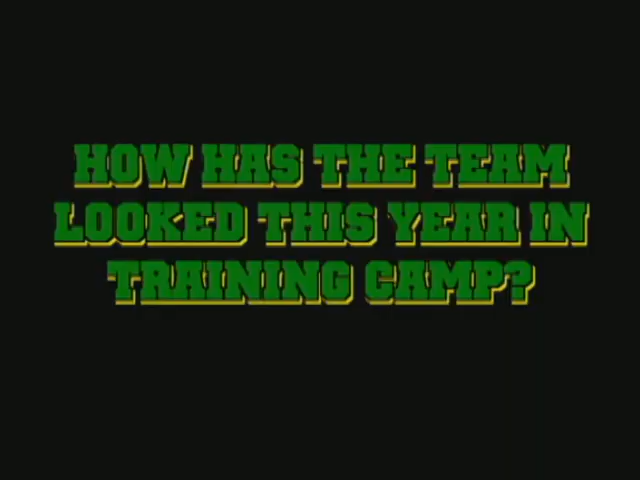 HOW HAS THE TEAM
LOOKED THIS YEAR IN
TRAINING CAMP?